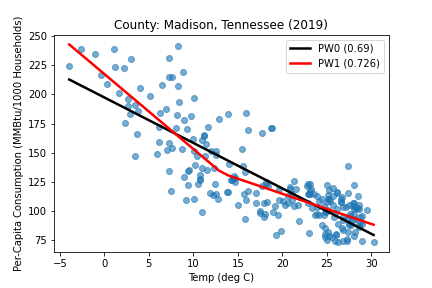 County: Madison, Tennessee (2019)
Per-Capita Consumption (MMBtu/1000 Households)
250
225
200
175
150
125
100
75
PW0 (0.69)
PW1 (0.726)
−5 0 5 10 15 20 25 30
Temp (deg C)